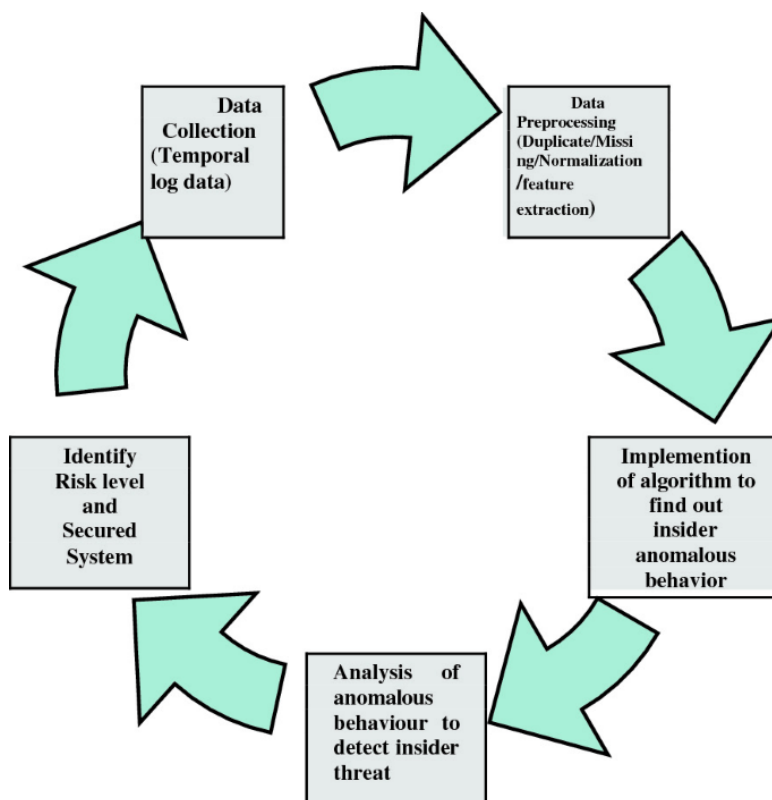 Data
Collection
(Temporal
log data)
Data
Preprocessing
(Duplicate/Missi
ng/Normalization
/feature
extraction)
Implemention
of algorithm to
find out
insider
anomalous
behavior
Analysis of
anomalous
behaviour to
detect insider
threat
Identify
Risk level
and
Secured
System